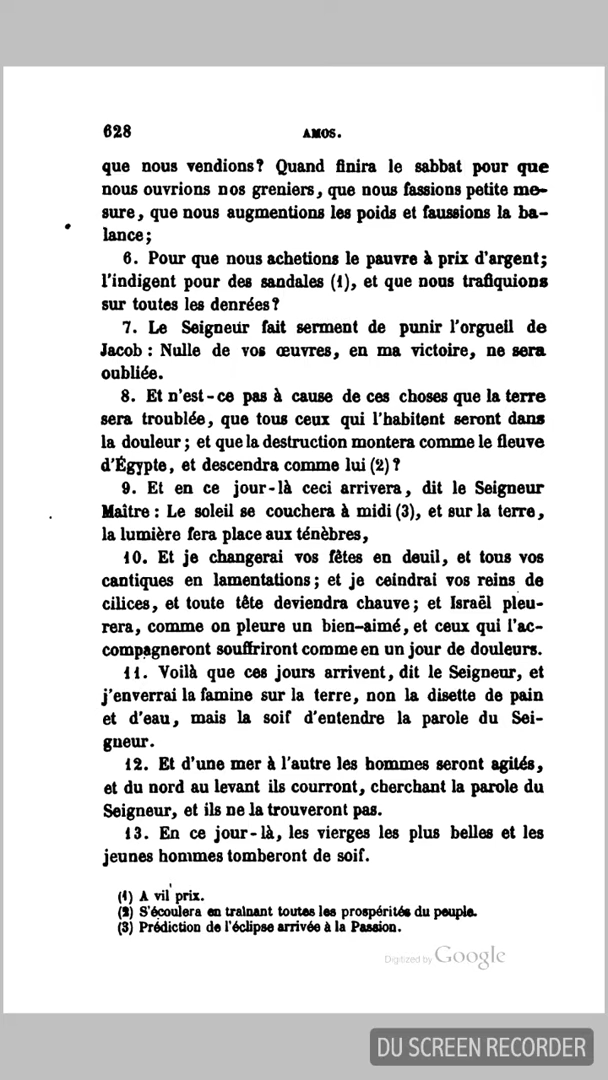 628 AMOS.
que nous vendions? Quand finira le sabbat pour que
nous ouvrions nos greniers, que nous fassions petite me-
sure, que nous augmentions les poids et faussions la ba-
lance;
6. Pour que nous achetions le pauvre à prix d'argent;
l'indigent pour des sandales (1), et que nous trafiquions
sur toutes les denrées?
7. Le Seigneur fait serment de punir l'orgueil de
Jacob : Nulle de vos œuvres, en ma victoire, ne sera
oubliée.
8. Et n'est-ce pas à cause de ces choses que la terre
sera troublée, que tous ceux qui l'habitent seront dans
la douleur; et que la destruction montera comme le fleuve
d'Égypte, et descendra comme lui (2)?
9. Et en ce jour-là ceci arrivera, dit le Seigneur
Maître : Le soleil se couchera à midi (3), et sur la terre,
la lumière fera place aux ténèbres,
10. Et je changerai vos fêtes en deuil, et tous vos
cantiques en lamentations; et je ceindrai vos reins de
cilices, et toute tête deviendra chauve; et Israël pleu-
rera, comme on pleure un bien-aimé, et ceux qui l'ac-
compagneront souffriront comme en un jour de douleurs.
11. Voilà que ces jours arrivent, dit le Seigneur, et
j'enverrai la famine sur la terre, non la disette de pain
et d'eau, mais la soif d'entendre la parole du Sei-
gneur.
12. Et d'une mer à l'autre les hommes seront agités,
et du nord au levant ils courront, cherchant la parole du
Seigneur, et ils ne la trouveront pas.
13. En ce jour-là, les vierges les plus belles et les
jeunes hommes tomberont de soif.
(1) A vil prix.
(2) S'écoulera en traînant toutes les prospérités du peuple.
(3) Prédiction de l'éclipse arrivée à la Passion.
Digitized by Google
DU SCREEN RECORDER